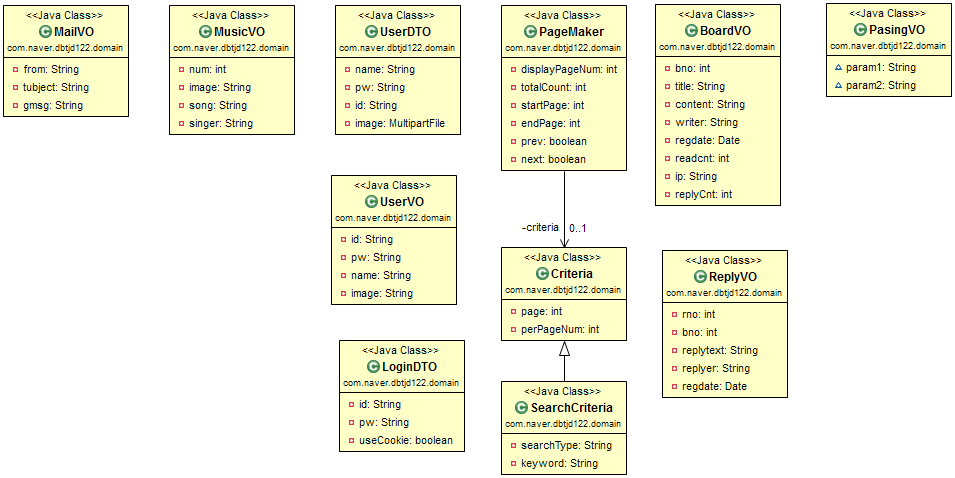 <<Java Class>>
MailVO
com.naver.dbtjd122.domain
from: String
tubject: String
gmsg: String
<<Java Class>>
MusicVO
com.naver.dbtjd122.domain
num: int
image: String
song: String
singer: String
<<Java Class>>
UserDTO
com.naver.dbtjd122.domain
name: String
pw: String
id: String
image: MultipartFile
<<Java Class>>
PageMaker
com.naver.dbtjd122.domain
displayPageNum: int
totalCount: int
startPage: int
endPage: int
prev: boolean
next: boolean
<<Java Class>>
BoardVO
com.naver.dbtjd122.domain
bno: int
title: String
content: String
writer: String
regdate: Date
readcnt: int
ip: String
replyCnt: int
<<Java Class>>
PasingVO
com.naver.dbtjd122.domain
param1: String
param2: String
<<Java Class>>
UserVO
com.naver.dbtjd122.domain
id: String
pw: String
name: String
image: String
-criteria 0..1
<<Java Class>>
Criteria
com.naver.dbtjd122.domain
page: int
perPageNum: int
<<Java Class>>
ReplyVO
com.naver.dbtjd122.domain
rno: int
bno: int
replytext: String
replyer: String
regdate: Date
<<Java Class>>
LoginDTO
com.naver.dbtjd122.domain
id: String
pw: String
useCookie: boolean
<<Java Class>>
SearchCriteria
com.naver.dbtjd122.domain
searchType: String
keyword: String